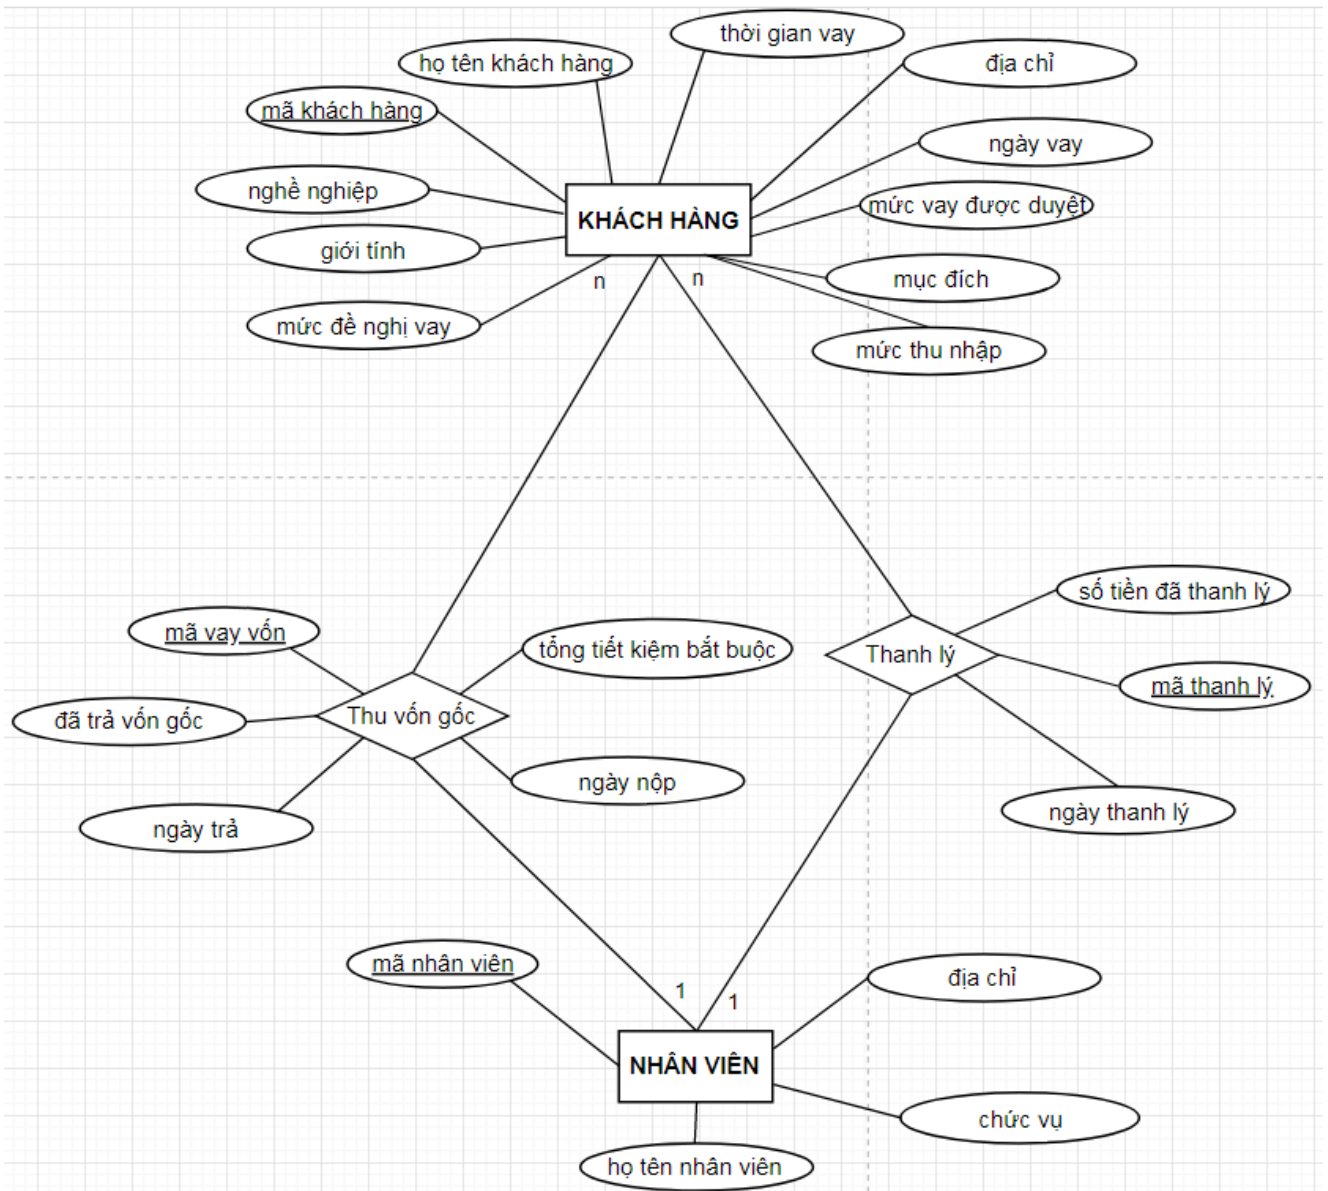 thời gian vay
họ tên khách hàng
địa chỉ
mã khách hàng
ngày vay
nghề nghiệp
mức vay được duyệt
KHÁCH HÀNG
giới tính
n
n
mục đích
mức đề nghị vay
mức thu nhập
số tiền đã thanh lý
mã vay vốn
tổng tiết kiệm bắt buộc
Thanh lý
mã thanh lý
đã trả vốn gốc
Thu vốn gốc
ngày nộp
ngày thanh lý
ngày trả
mã nhân viên
địa chỉ
1
1
NHÂN VIÊN
chức vụ
họ tên nhân viên